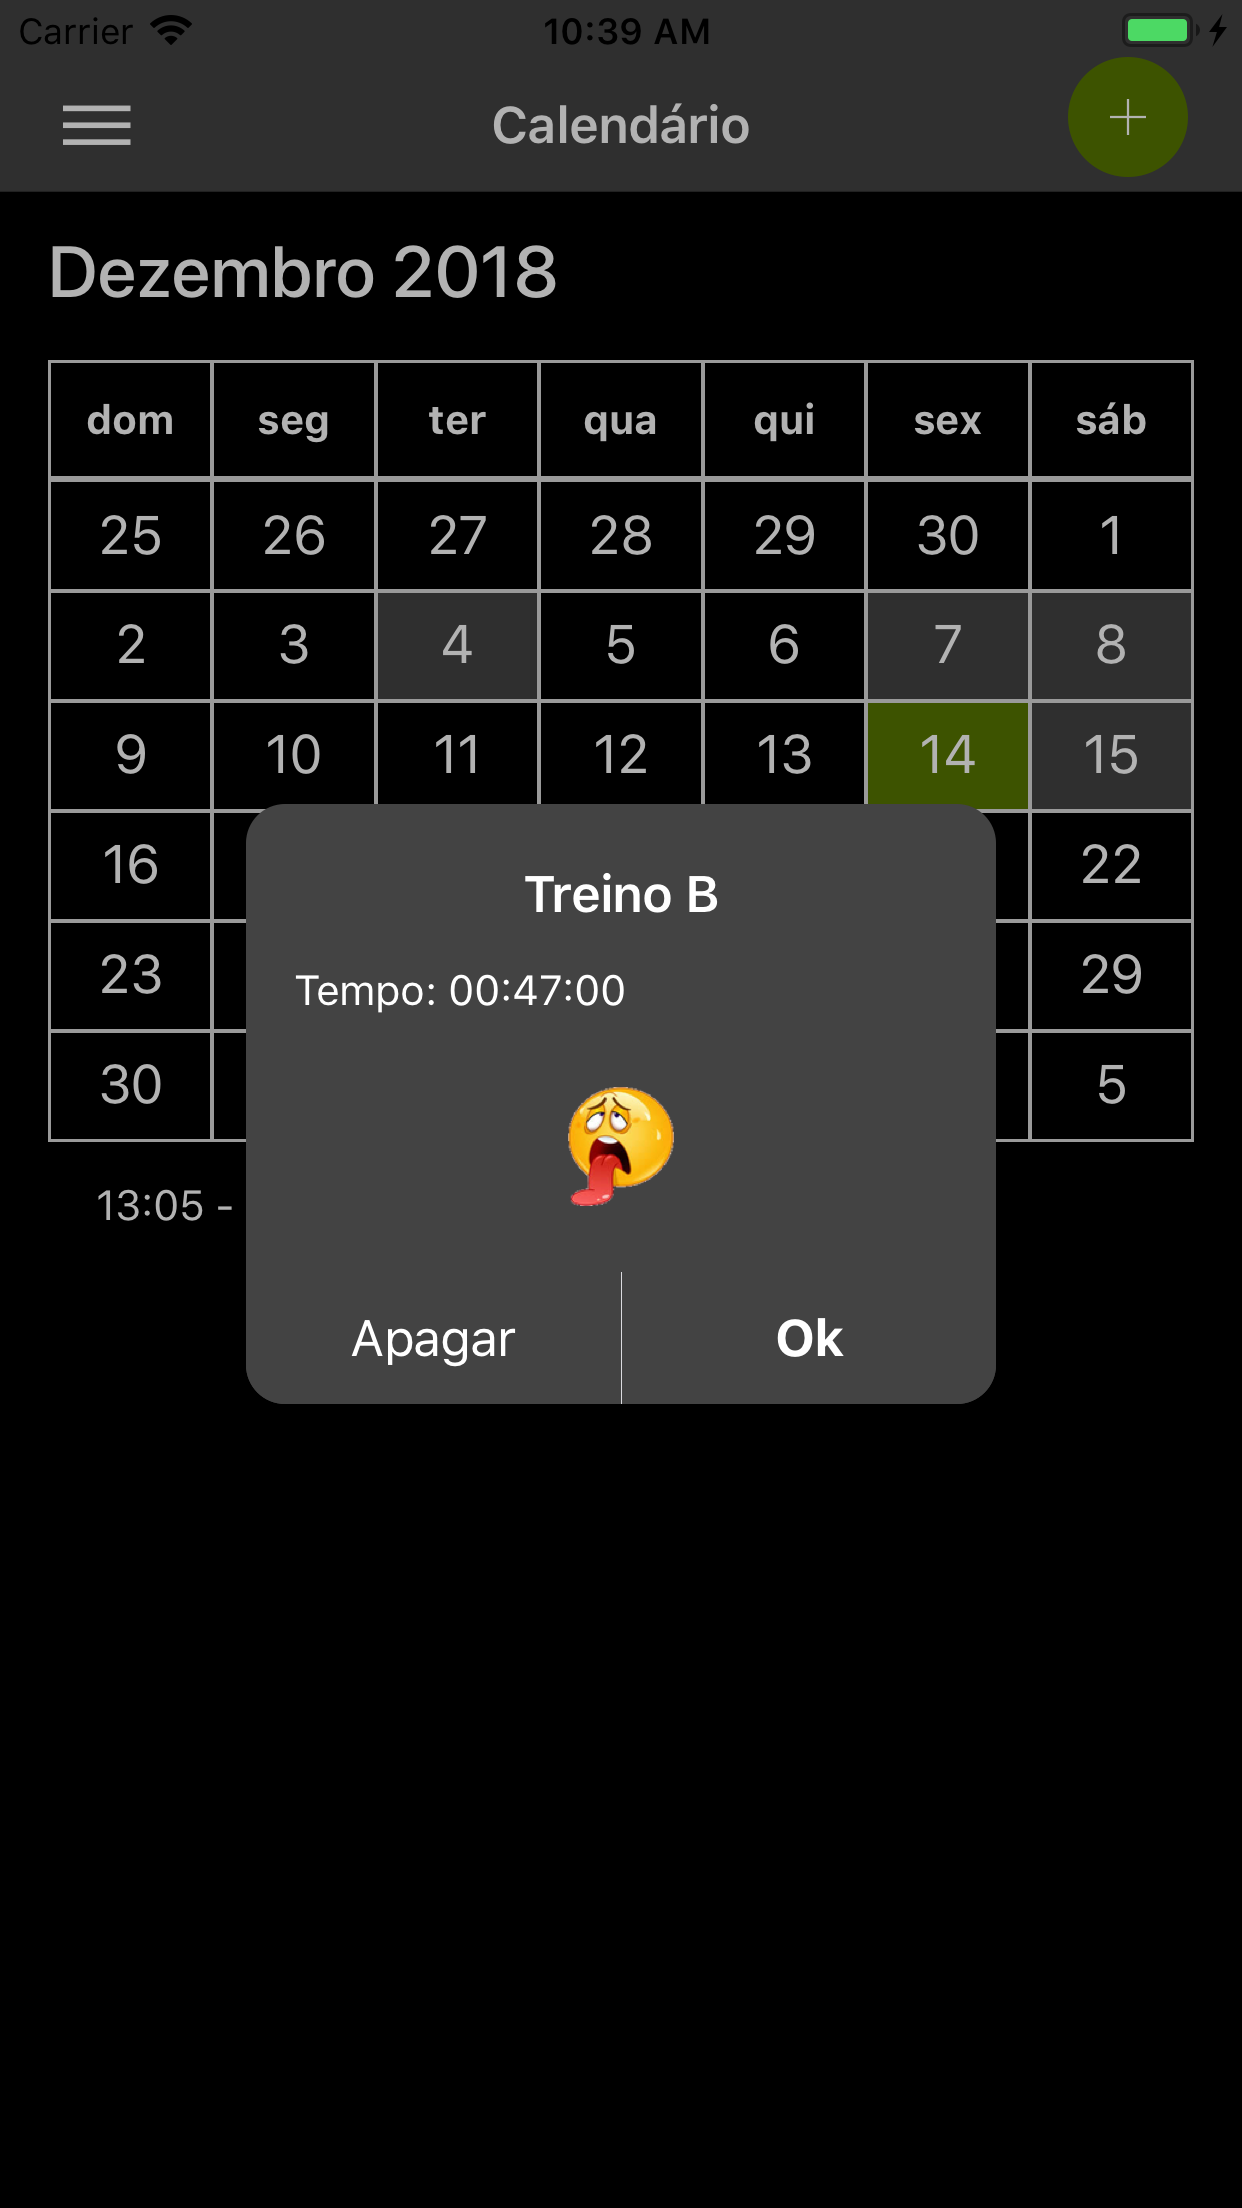 Carrier 10:39 AM
Calendário
Dezembro 2018
dom seg ter qua qui sex sáb
25 26 27 28 29 30 1
2 3 4 5 6 7 8
9 10 11 12 13 14 15
16 22
23 29
30 5
Treino B
Tempo: 00:47:00
13:05 -
Apagar Ok